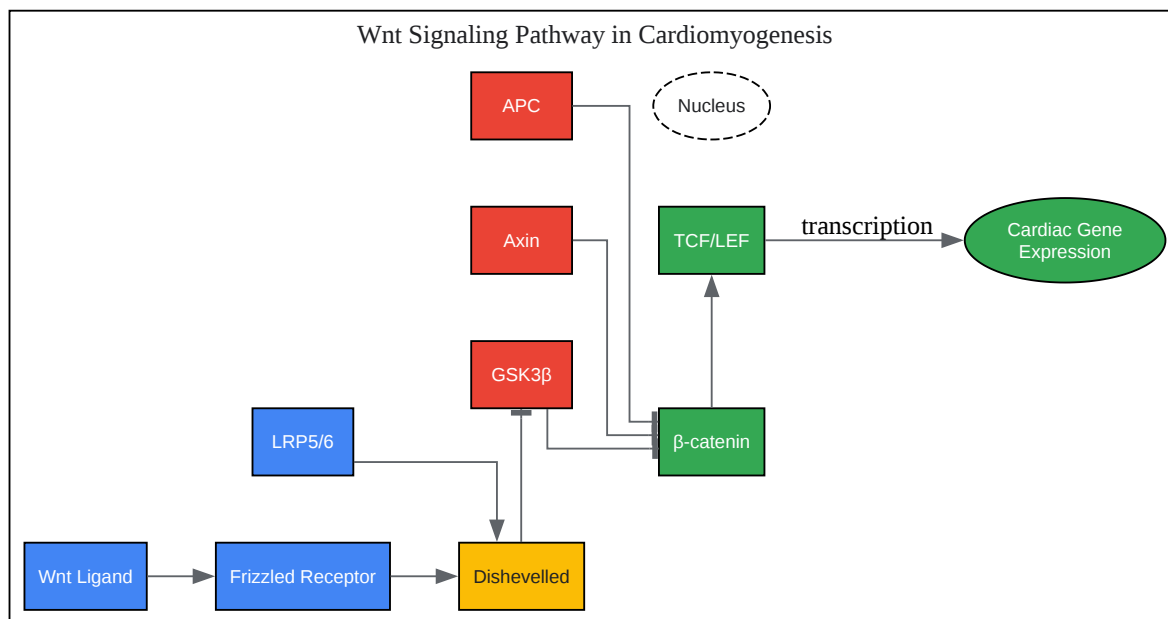 Wnt Signaling Pathway in Cardiomyogenesis
APC
Nucleus
Axin
TCF/LEF
transcription
Cardiac Gene
Expression
GSK3β
LRP5/6
β-catenin
Wnt Ligand
Frizzled Receptor
Dishevelled